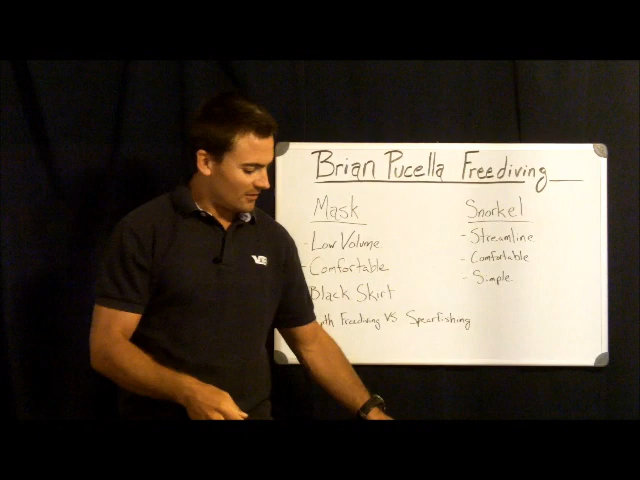 Brian Pucella Freediving
Mask
- Low Volume
- Comfortable
Black Skirt
Freediving VS Spearfishing
Snorkel
- Streamline
- Comfortable
- Simple